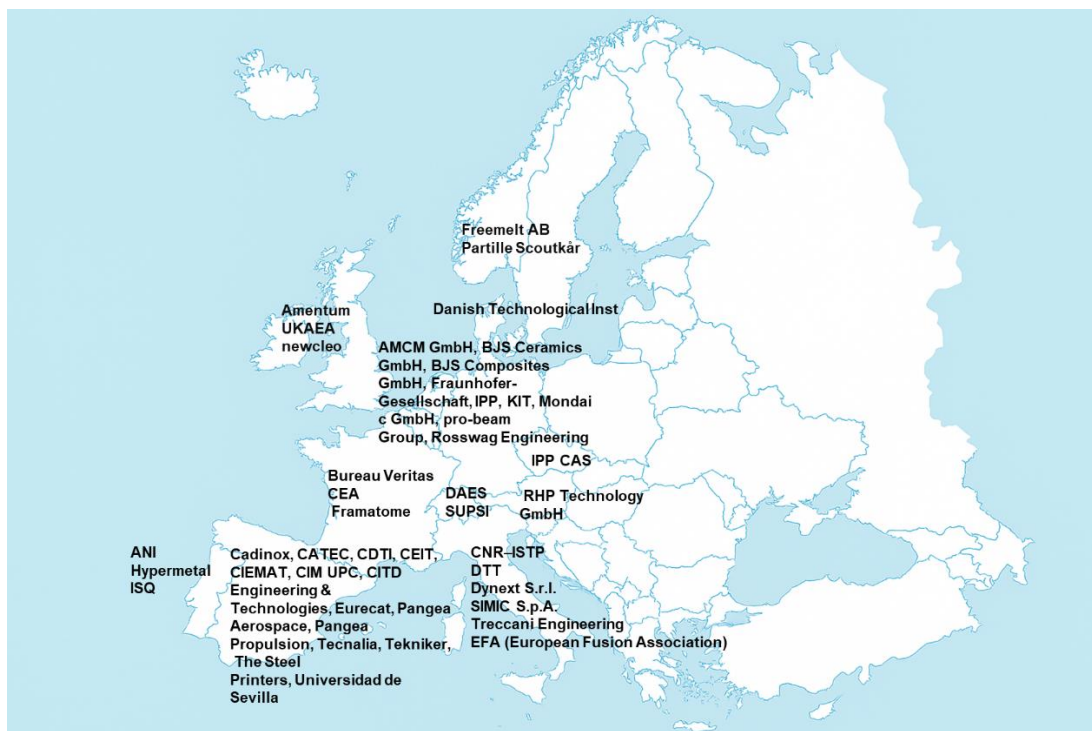 Freemelt AB
Partille Scoutkår
Danish Technological Inst
Amentum
UKAEA
newcleo
AMCM GmbH, BJS Ceramics
GmbH, BJS Composites
GmbH, Fraunhofer-
Gesellschaft, IPP, KIT, Mondai
c GmbH, pro-beam
Group, Rosswag Engineering
IPP CAS
Bureau Veritas
CEA
Framatome
DAES
SUPSI
RHP Technology
GmbH
ANI
Hypermetal
ISQ
Cadinox, CATEC, CDTI, CEIT,
CIEMAT, CIM UPC, CITD
Engineering &
Technologies, Eurecat, Pangea
Aerospace, Pangea
Propulsion, Tecnalia, Tekniker,
The Steel
Printers, Universidad de
Sevilla
CNR–ISTP
DTT
Dynext S.r.l.
SIMIC S.p.A.
Treccani Engineering
EFA (European Fusion Association)